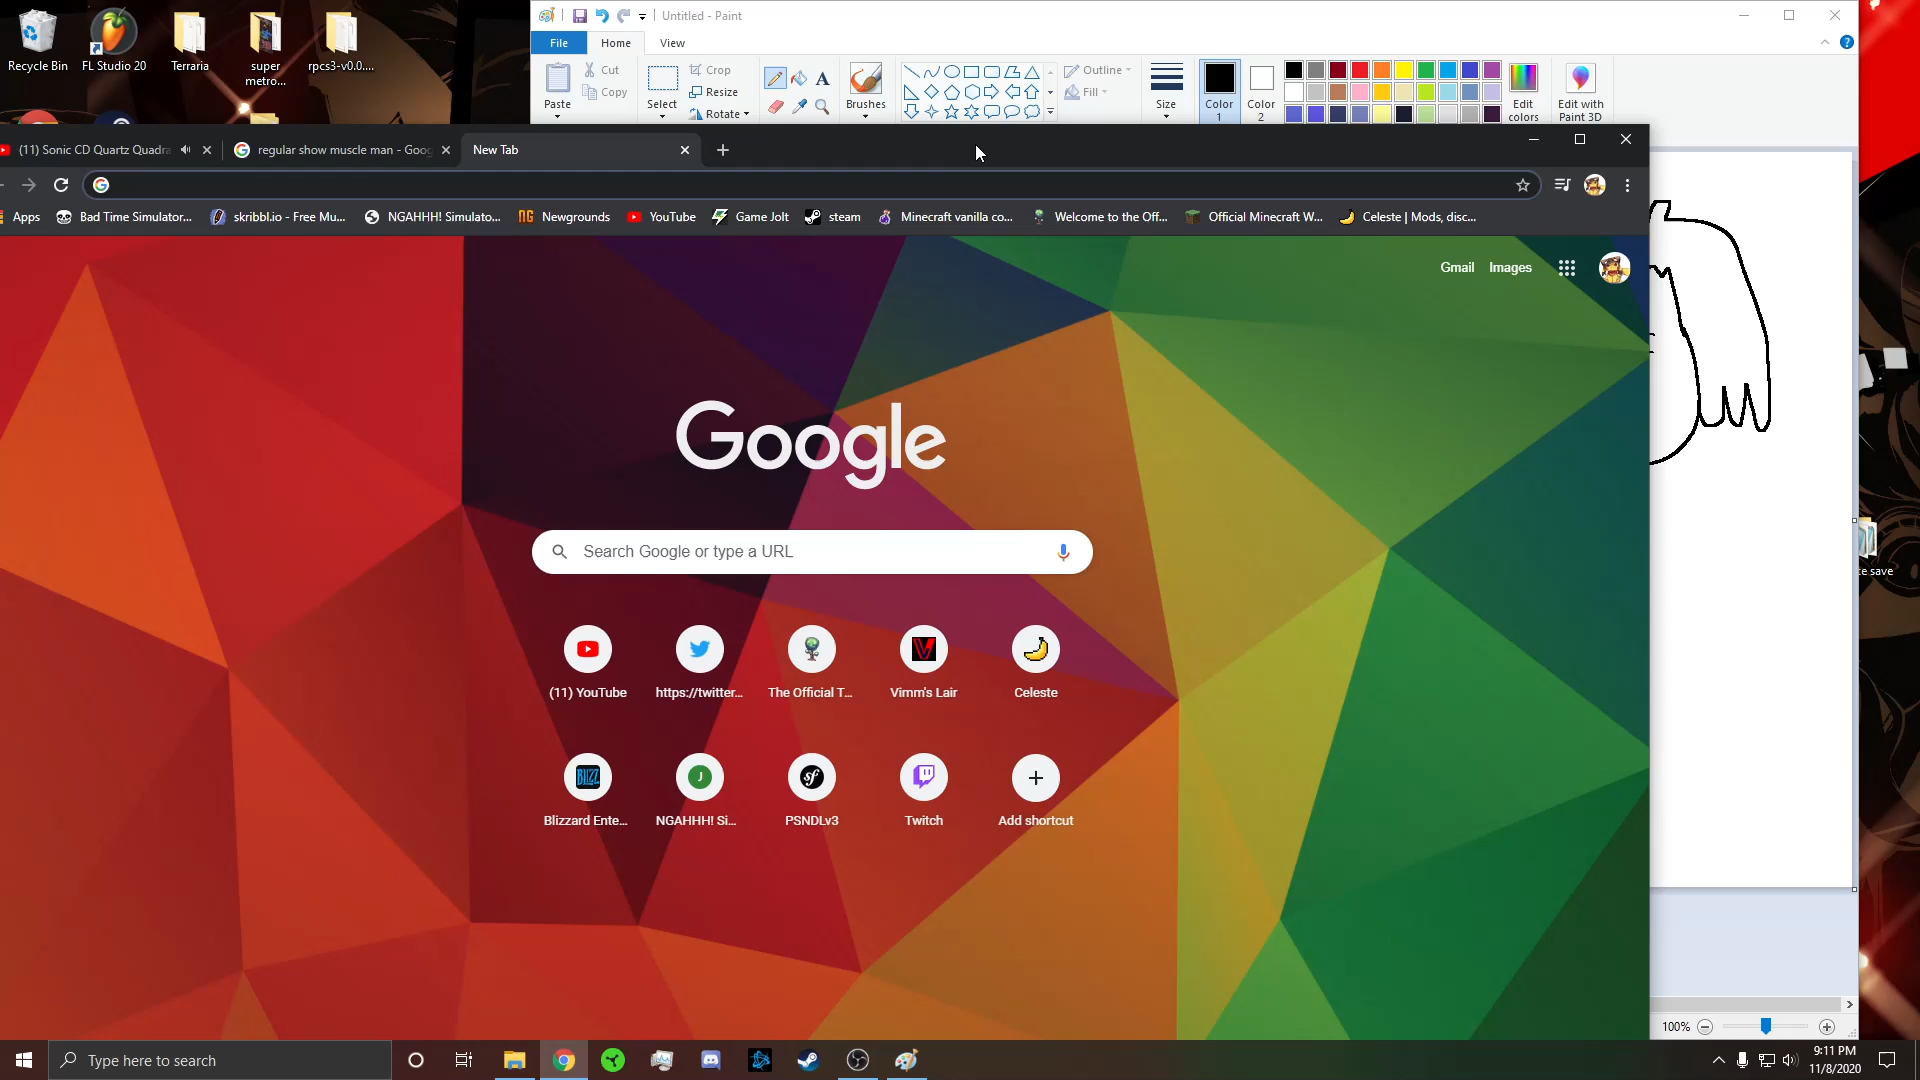 Untitled - Paint
File Home View
Cut
Copy
Paste
Select
Crop
Resize
Rotate
Brushes
Outline
Fill
Size
Color
1
Color
2
Edit
colors
Edit with
Paint 3D
Recycle Bin
FL Studio 20
Terraria
super
metro...
rpcs3-v0.0....
(11) Sonic CD Quartz Quadra
regular show muscle man - Goog
New Tab
Apps
Bad Time Simulator...
skribbl.io - Free Mu...
NGAHHH! Simulato...
Newgrounds
YouTube
Game Jolt
steam
Minecraft vanilla co...
Welcome to the Off...
Official Minecraft W...
Celeste | Mods, disc...
Gmail Images
Google
Search Google or type a URL
(11) YouTube
https://twitter...
The Official T...
Vimm's Lair
Celeste
Blizzard Ente...
NGAHHH! Si...
PSNDLv3
Twitch
Add shortcut
save
100%
Type here to search
9:11 PM
11/8/2020